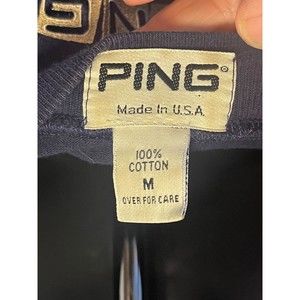 PING®
Made In U.S.A.
100%
COTTON
M
OVER FOR CARE